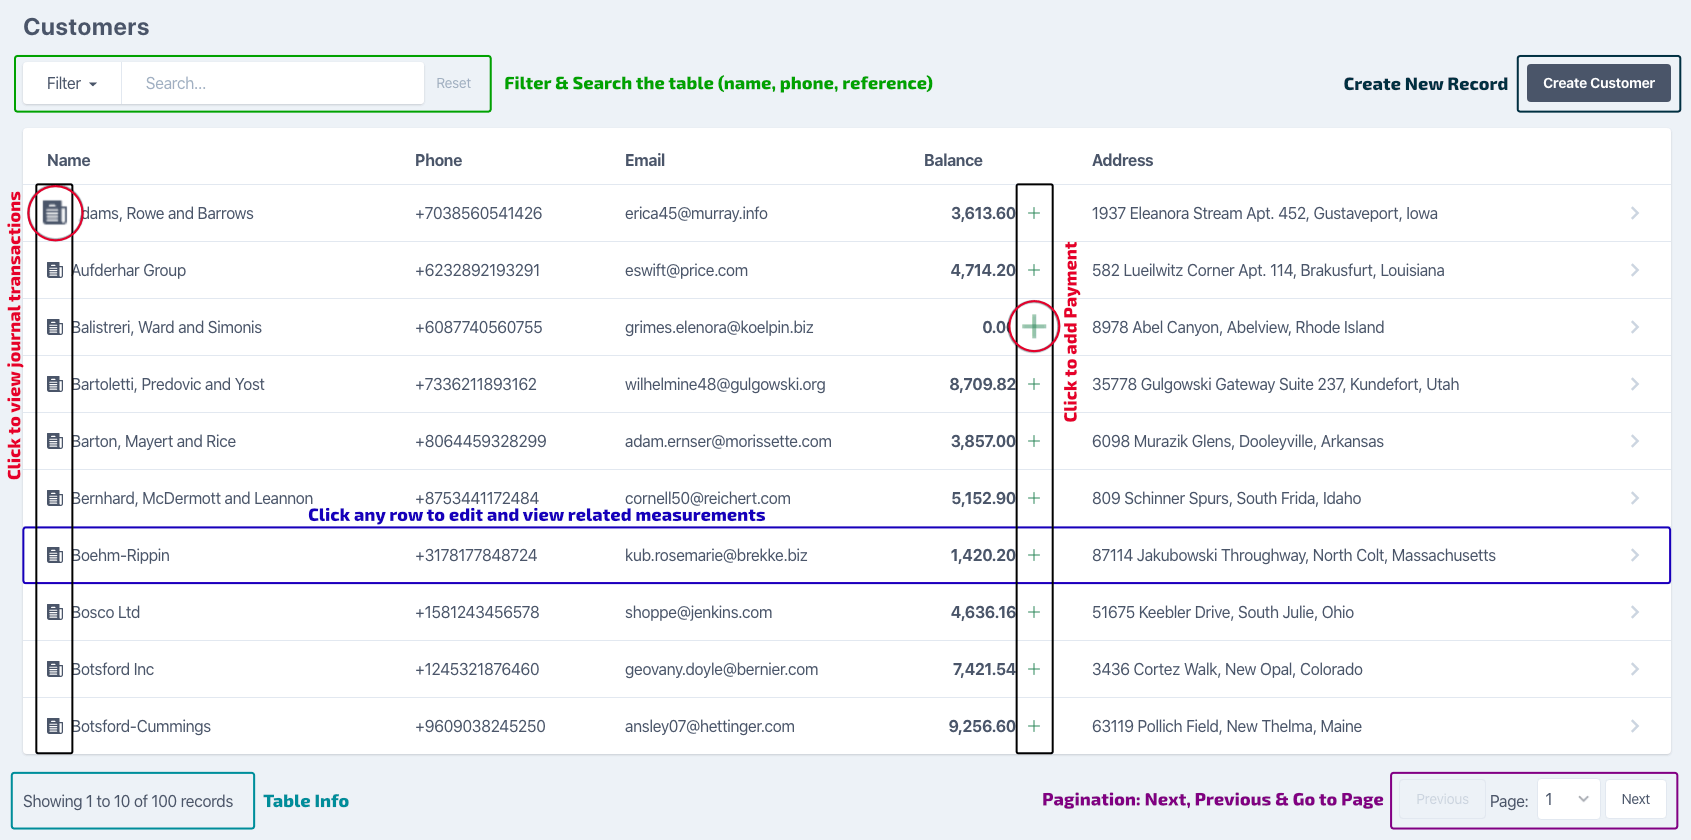 Customers
Filter Search... Reset Filter & Search the table (name, phone, reference) Create New Record Create Customer
Name Phone Email Balance Address
dams, Rowe and Barrows +7038560541426 erica45@murray.info 3,613.60 + 1937 Eleanora Stream Apt. 452, Gustaveport, Iowa
Aufderhar Group +6232892193291 eswift@price.com 4,714.20 + 582 Lueilwitz Corner Apt. 114, Brakusfurt, Louisiana
Balistreri, Ward and Simonis +6087740560755 grimes.elenora@koelpin.biz 0.0 + 8978 Abel Canyon, Abelview, Rhode Island
Bartoletti, Predovic and Yost +7336211893162 wilhelmine48@gulgowski.org 8,709.82 + 35778 Gulgowski Gateway Suite 237, Kundefort, Utah
Barton, Mayert and Rice +8064459328299 adam.ernser@morissette.com 3,857.00 + 6098 Murazik Glens, Dooleyville, Arkansas
Bernhard, McDermott and Leannon +8753441172484 cornell50@reichert.com 5,152.90 + 809 Schinner Spurs, South Frida, Idaho
Click any row to edit and view related measurements
Boehm-Rippin +3178177848724 kub.rosemarie@brekke.biz 1,420.20 + 87114 Jakubowski Throughway, North Colt, Massachusetts
Bosco Ltd +1581243456578 shoppe@jenkins.com 4,636.16 + 51675 Keebler Drive, South Julie, Ohio
Botsford Inc +1245321876460 geovany.doyle@bernier.com 7,421.54 + 3436 Cortez Walk, New Opal, Colorado
Botsford-Cummings +9609038245250 ansley07@hettinger.com 9,256.60 + 63119 Pollich Field, New Thelma, Maine
Click to view journal transactions
Click to add Payment
Showing 1 to 10 of 100 records Table Info Pagination: Next, Previous & Go to Page Previous Page: 1 Next